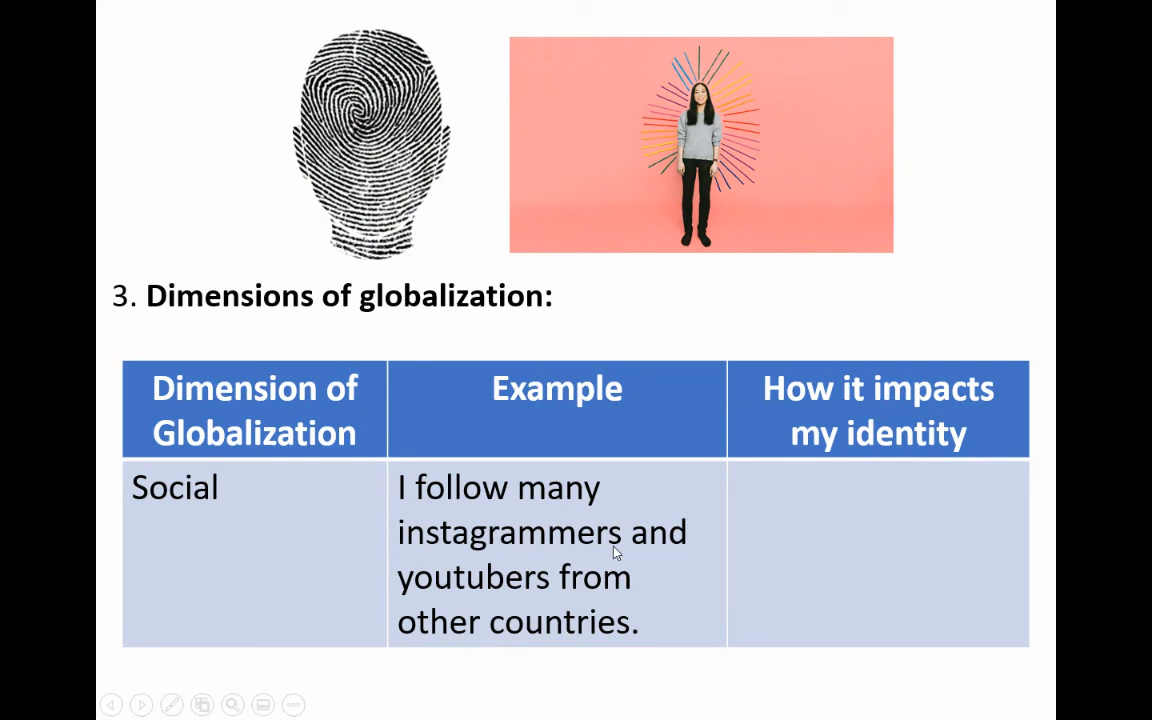 3. Dimensions of globalization:
Dimension of
Globalization
Example
How it impacts
my identity
Social
I follow many
instagrammers and
youtubers from
other countries.